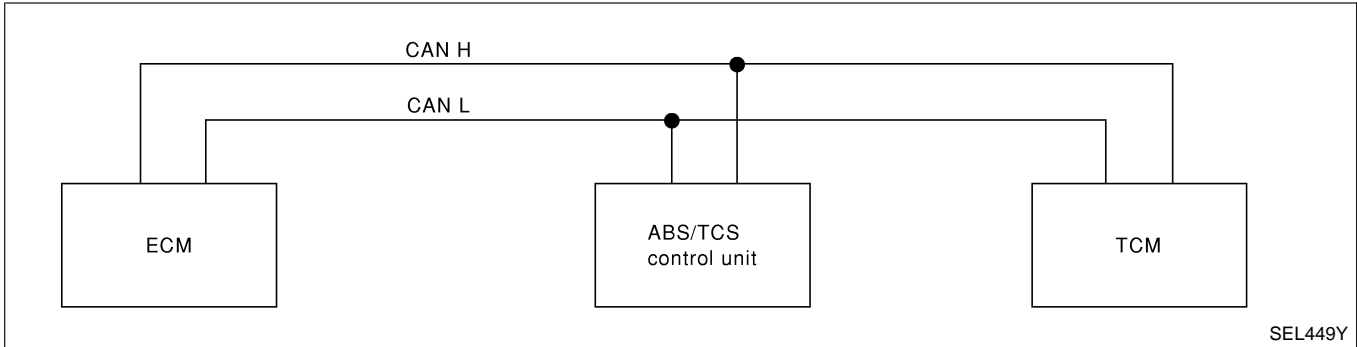 CAN H
CAN L
ECM
ABS/TCS
control unit
TCM
SEL449Y